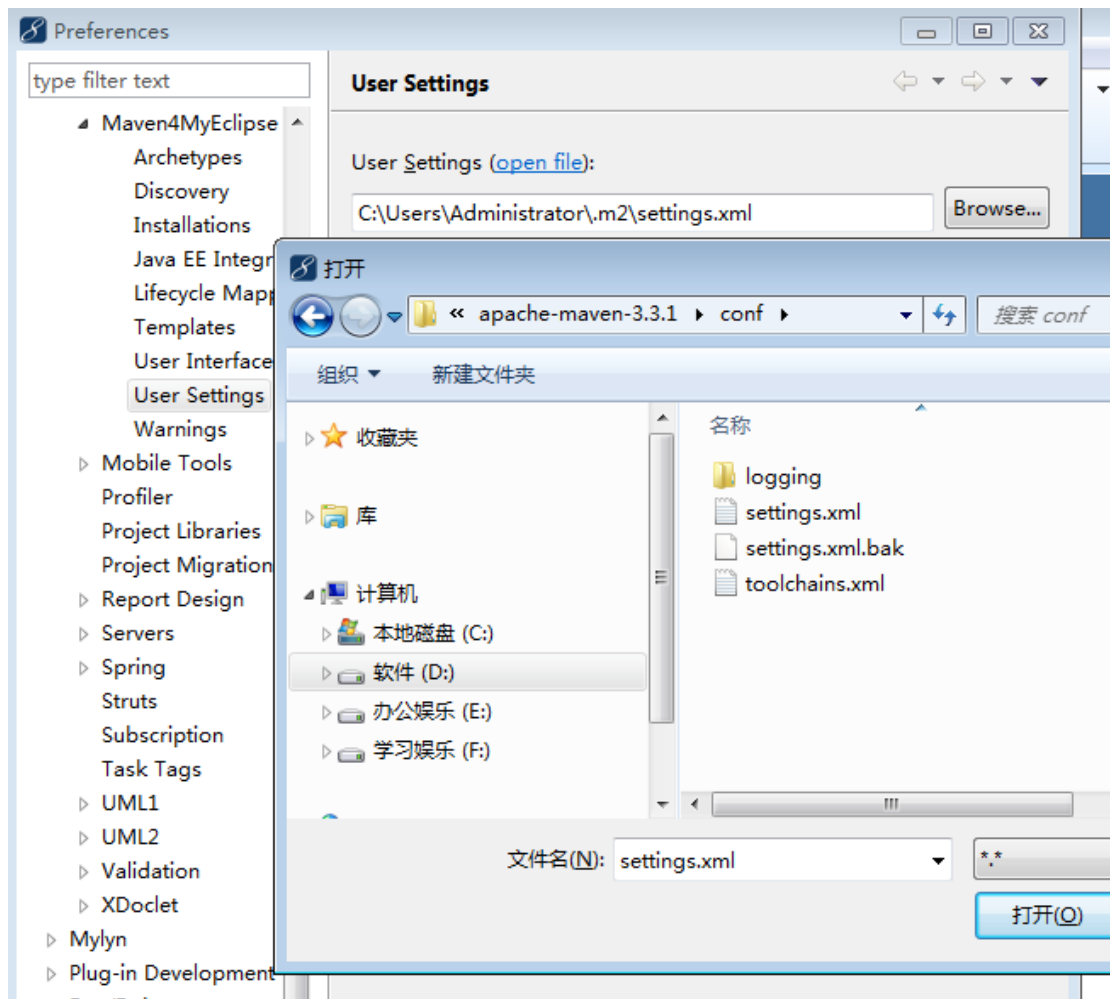 Preferences
type filter text
Maven4MyEclipse
Archetypes
Discovery
Installations
Java EE Integr
Lifecycle Mapp
Templates
User Interface
User Settings
Warnings
Mobile Tools
Profiler
Project Libraries
Project Migration
Report Design
Servers
Spring
Struts
Subscription
Task Tags
UML1
UML2
Validation
XDoclet
Mylyn
Plug-in Development
User Settings
User Settings (open file):
C:\Users\Administrator\.m2\settings.xml
Browse...
打开
« apache-maven-3.3.1 conf
搜索 conf
组织
新建文件夹
收藏夹
库
计算机
本地磁盘 (C:)
软件 (D:)
办公娱乐 (E:)
学习娱乐 (F:)
名称
logging
settings.xml
settings.xml.bak
toolchains.xml
文件名(N):
settings.xml
*.*
打开(O)